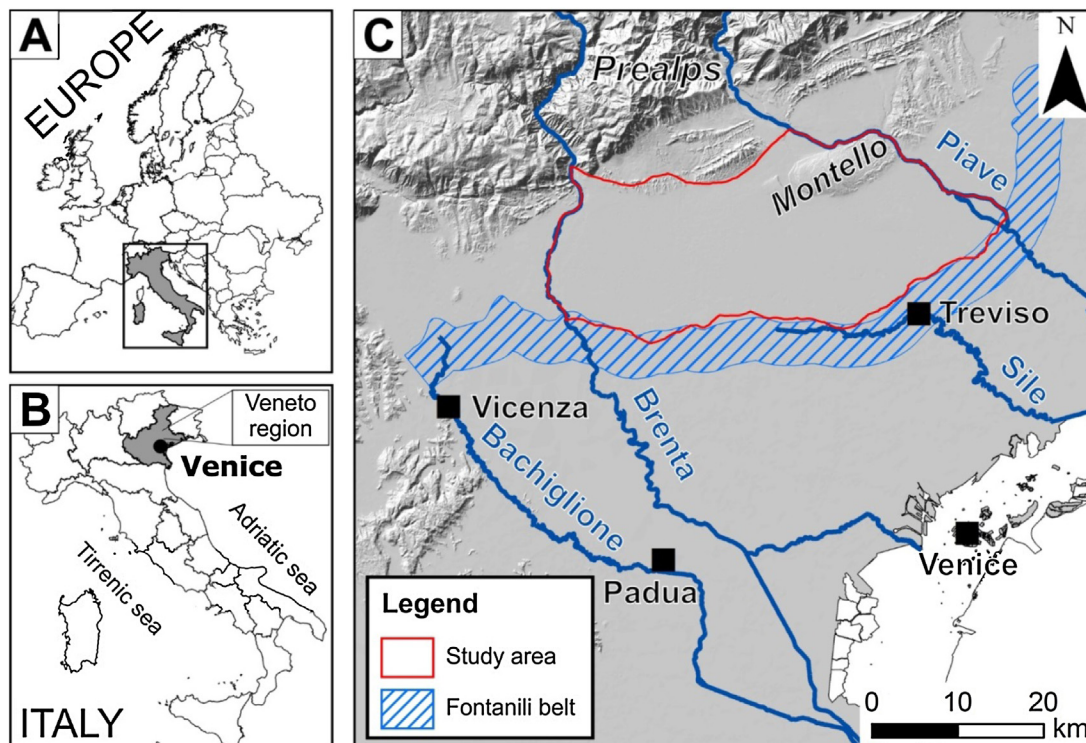 A
EUROPE
B
Veneto
region
Venice
Adriatic sea
Tirrenic sea
ITALY
C
N
Prealps
Montello
Piave
Treviso
Sile
Vicenza
Brenta
Bachiglione
Padua
Venice
Legend
Study area
Fontanili belt
0 10 20
km